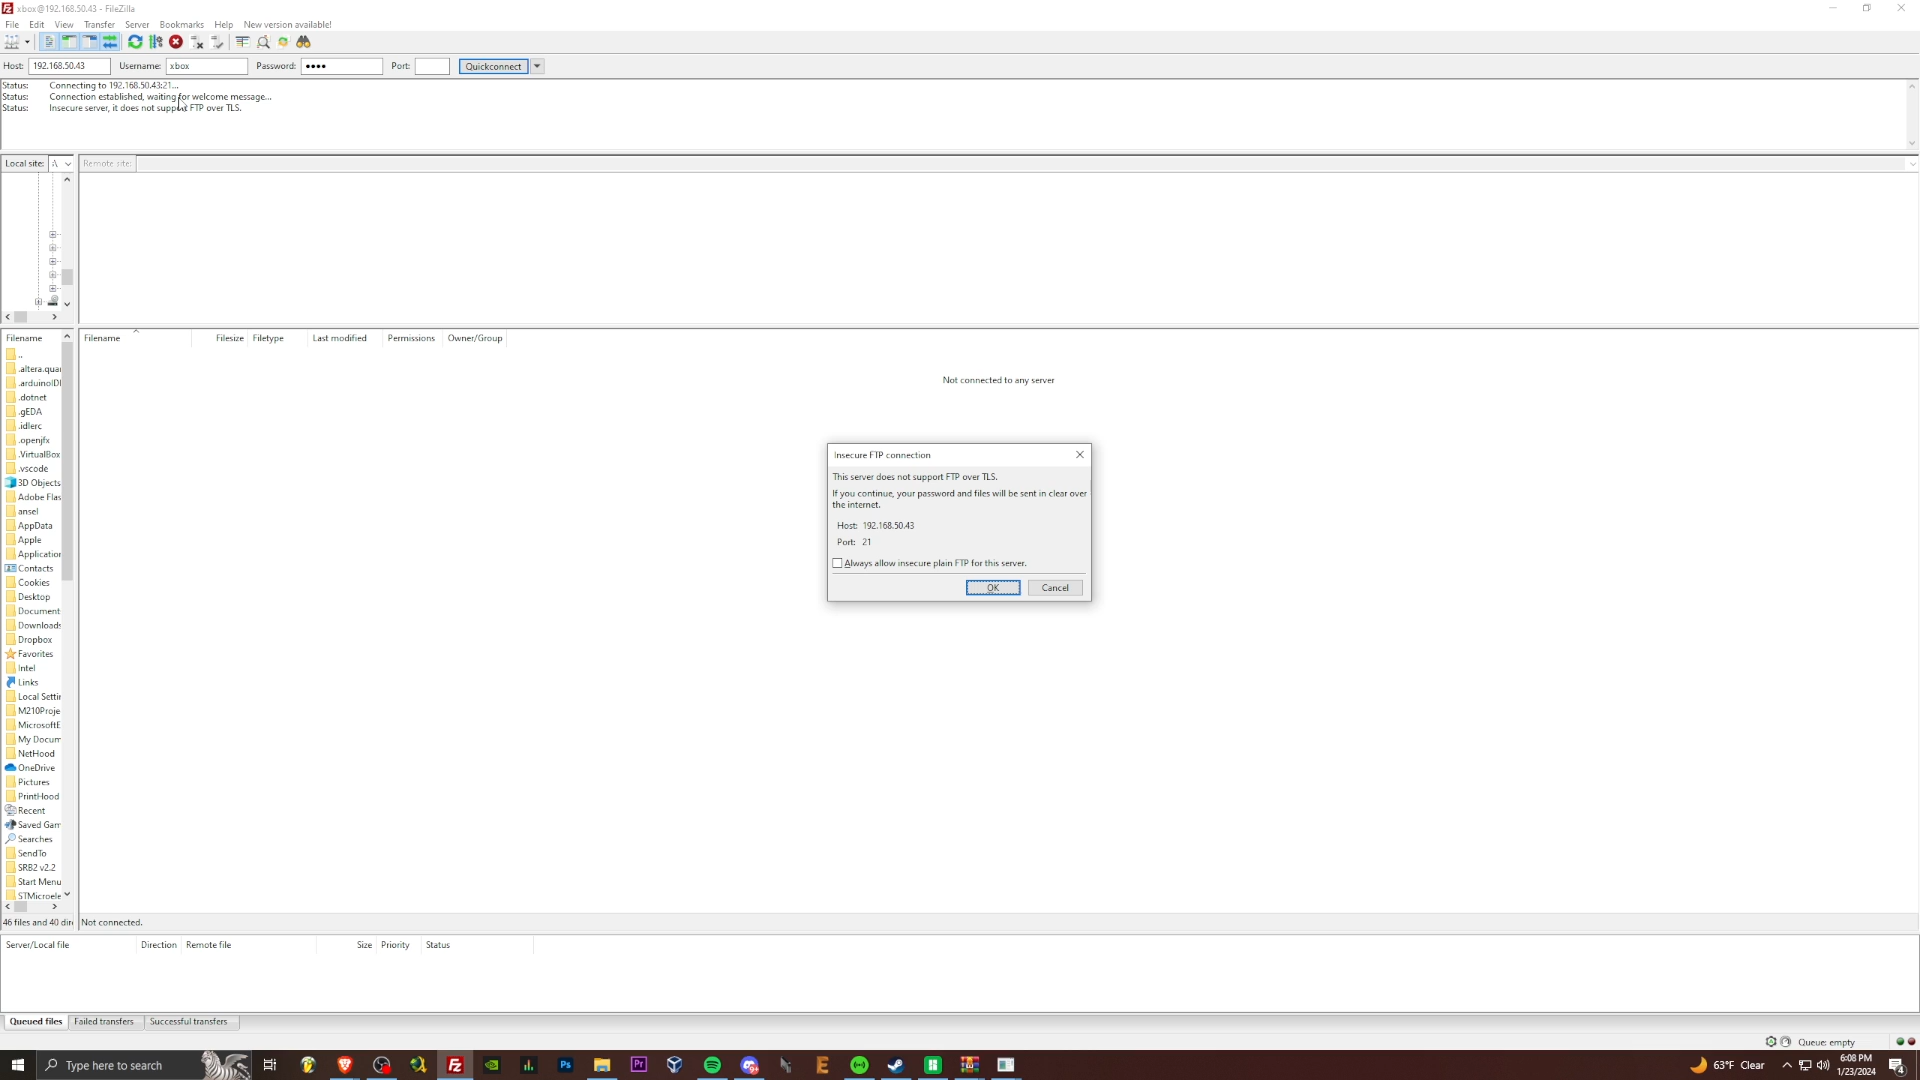 xbox@192.168.50.43 - FileZilla
File Edit View Transfer Server Bookmarks Help New version available!
Host: 192.168.50.43 Username: xbox Password: •••• Port: Quickconnect
Status: Connecting to 192.168.50.43:21...
Status: Connection established, waiting for welcome message...
Status: Insecure server, it does not support FTP over TLS.
Local site: A Remote site:
Filename
..
.altera.quar
.arduinoIDE
.dotnet
.gEDA
.idlerc
.openjfx
.VirtualBox
.vscode
3D Objects
Adobe Flas
ansel
AppData
Apple
Application
Contacts
Cookies
Desktop
Document
Downloads
Dropbox
Favorites
Intel
Links
Local Settin
M210Proje
MicrosoftE
My Docum
NetHood
OneDrive
Pictures
PrintHood
Recent
Saved Gam
Searches
SendTo
SRB2 v2.2
Start Menu
STMicroele
46 files and 40 dire
Filename Filesize Filetype Last modified Permissions Owner/Group
Not connected to any server
Insecure FTP connection
This server does not support FTP over TLS.
If you continue, your password and files will be sent in clear over
the internet.
Host: 192.168.50.43
Port: 21
Always allow insecure plain FTP for this server.
OK Cancel
Not connected.
Server/Local file Direction Remote file Size Priority Status
Queued files Failed transfers Successful transfers
Queue: empty
Type here to search
63°F Clear
6:08 PM
1/23/2024
4